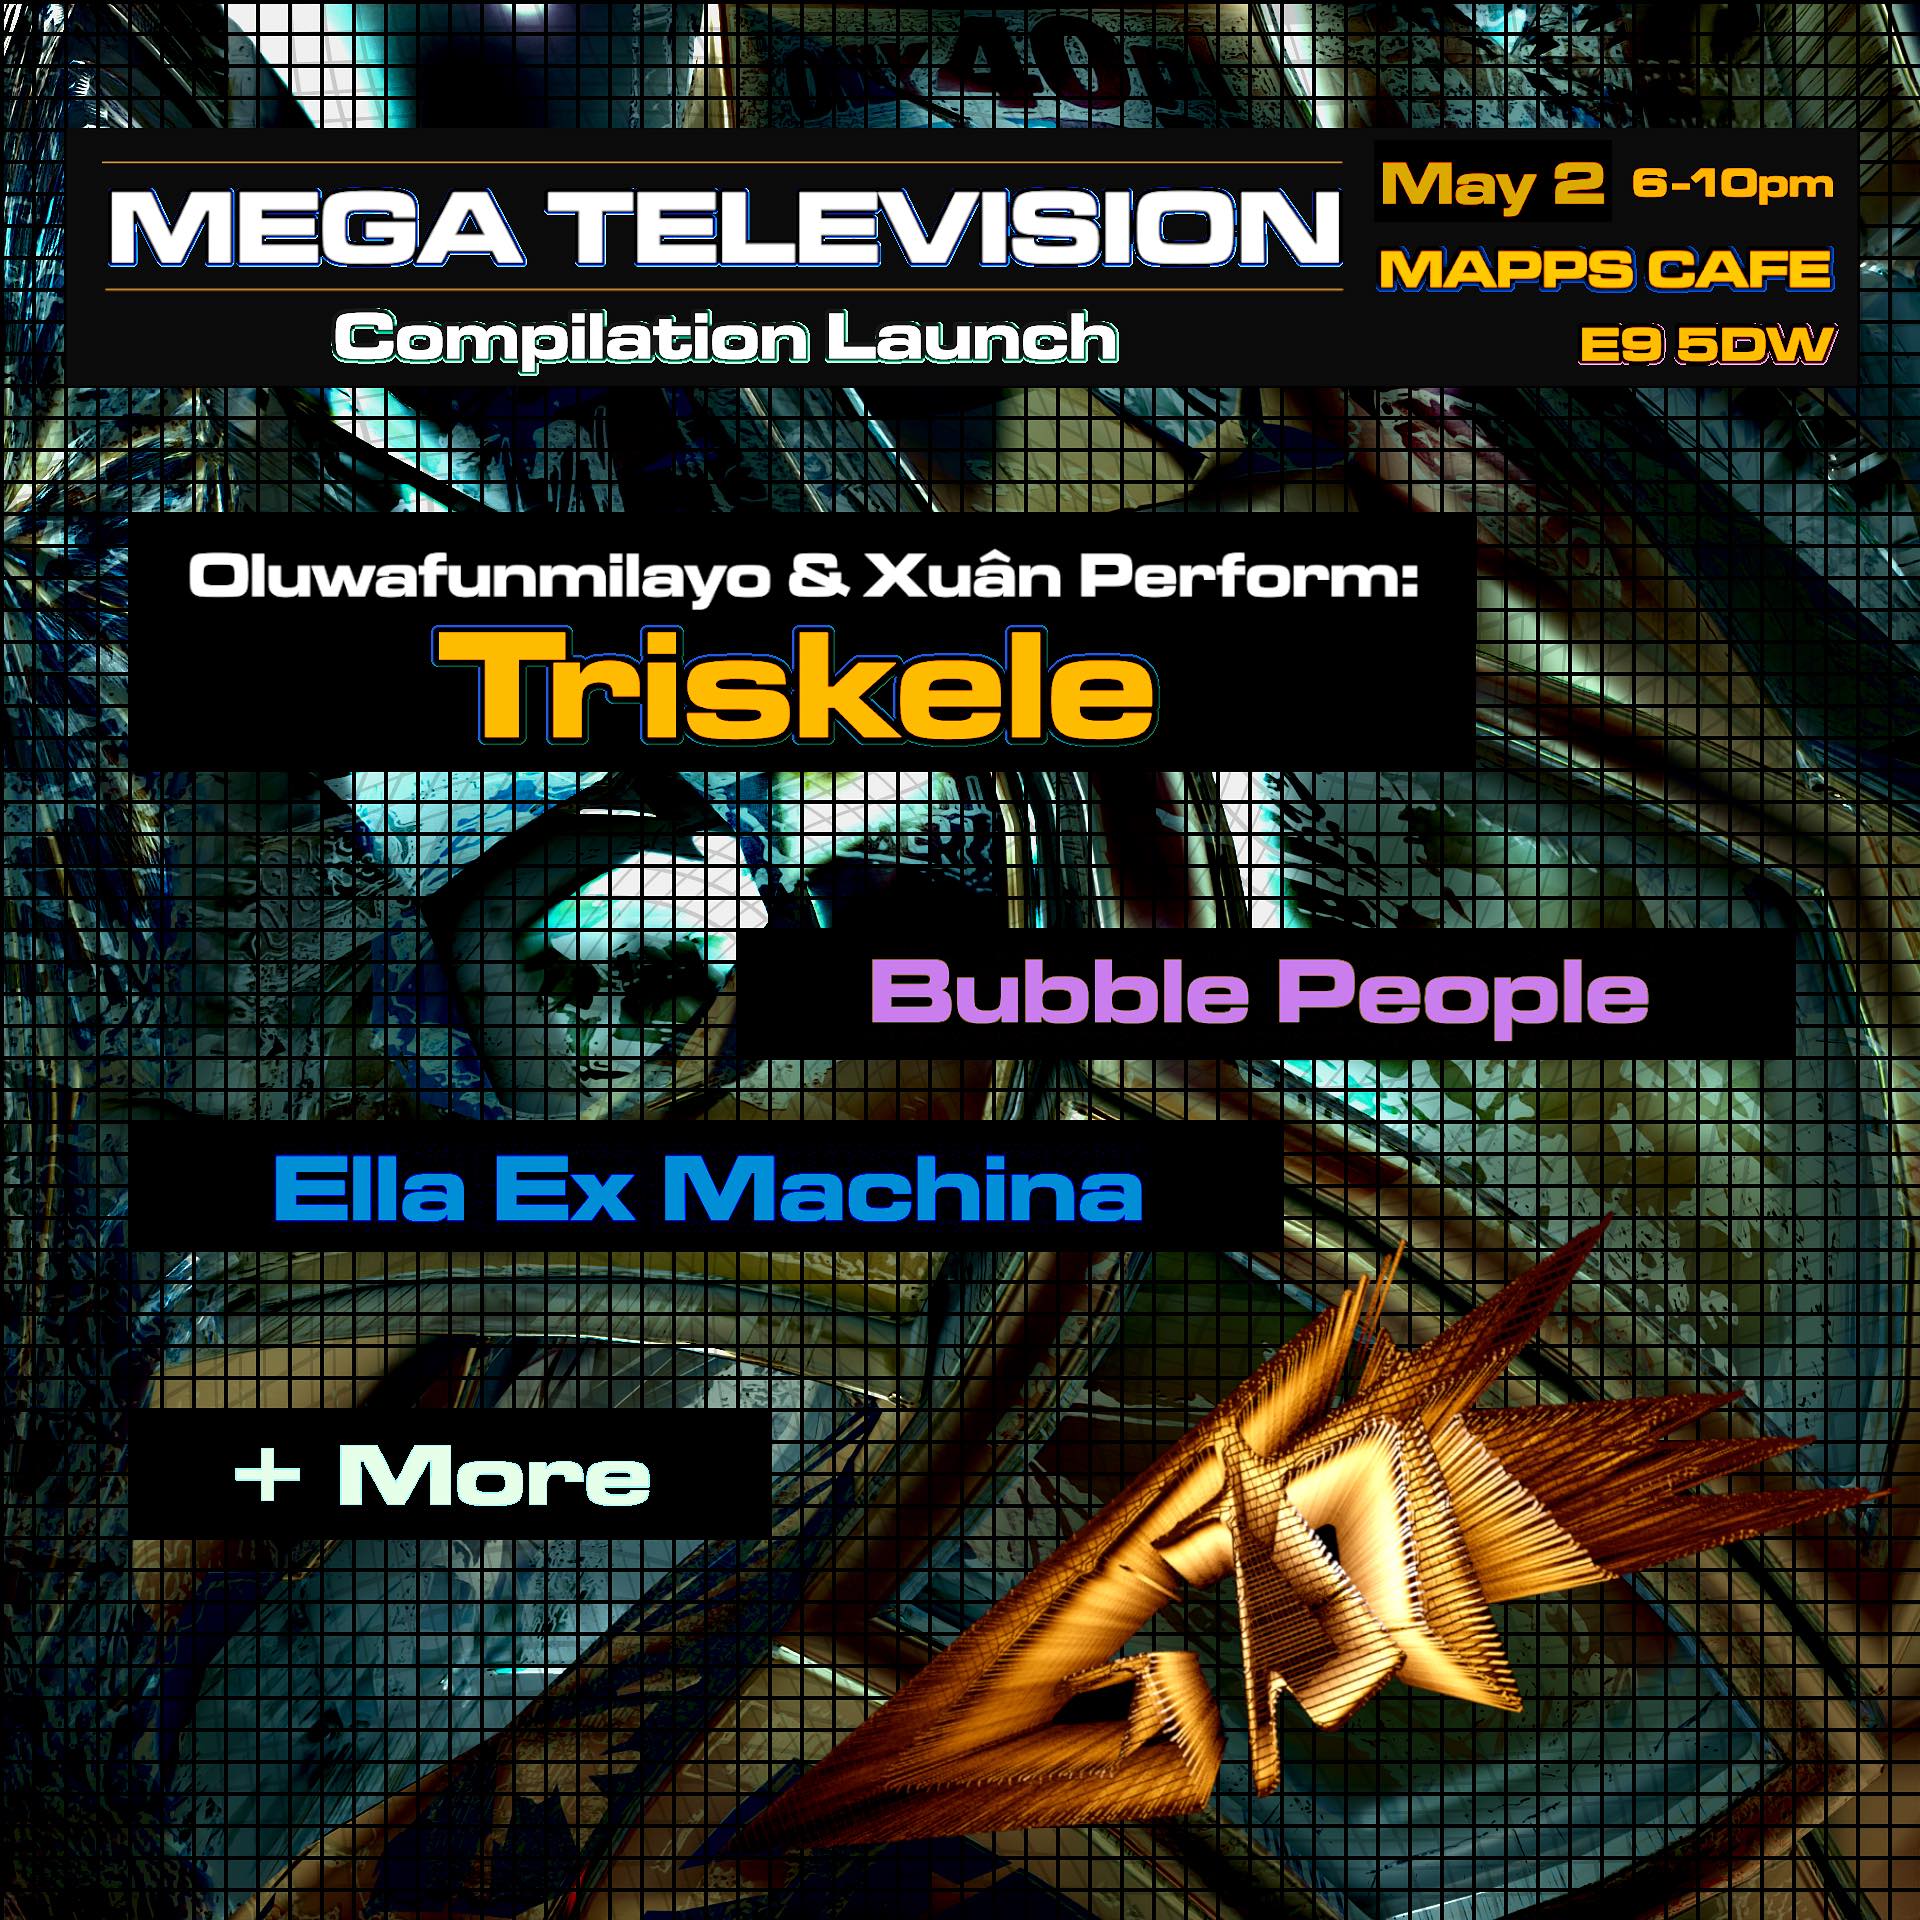 MEGA TELEVISION
Compilation Launch
May 2 6-10pm
MAPPS CAFE
E9 5DW
Oluwafunmilayo & Xuân Perform:
Triskele
Bubble People
Ella Ex Machina
+ More
40